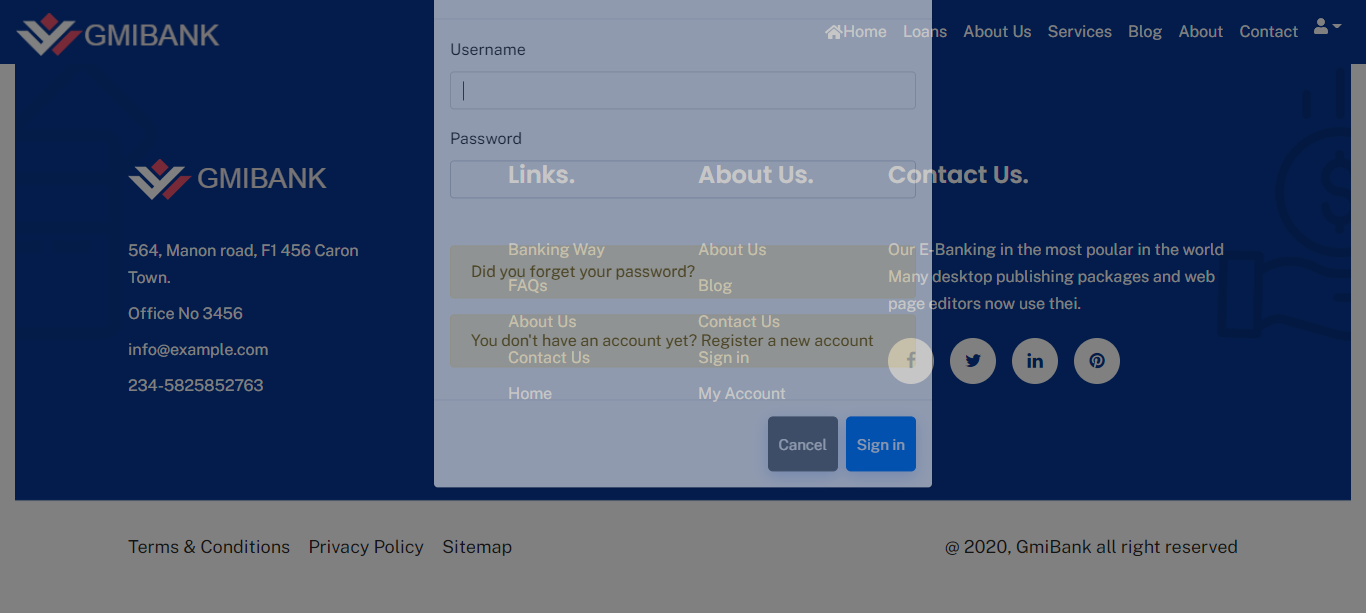 GMIBANK
Home Loans About Us Services Blog About Contact
Username
Password
GMIBANK
564, Manon road, F1 456 Caron
Town.
Office No 3456
info@example.com
234-5825852763
Links.
Banking Way
FAQs
About Us
Contact Us
Home
About Us.
About Us
Blog
Contact Us
Sign in
My Account
Contact Us.
Our E-Banking in the most poular in the world
Many desktop publishing packages and web
page editors now use thei.
Did you forget your password?
You don't have an account yet? Register a new account
Cancel Sign in
Terms & Conditions Privacy Policy Sitemap
@ 2020, GmiBank all right reserved